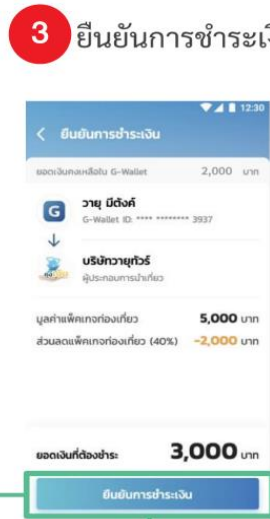 3 ยืนยันการชำระเงิ
12:30
< ยืนยันการชำระเงิน
ยอดเงินคงเหลือใน G-Wallet 2,000 บาท
G วายุ มีตังค์
G-Wallet ID: **** ******** 3937
บริษัทวายุทัวร์
ผู้ประกอบการนำเที่ยว
มูลค่าแพ็คเกจท่องเที่ยว 5,000 บาท
ส่วนลดแพ็คเกจท่องเที่ยว (40%) -2,000 บาท
ยอดเงินที่ต้องชำระ 3,000 บาท
ยืนยันการชำระเงิน